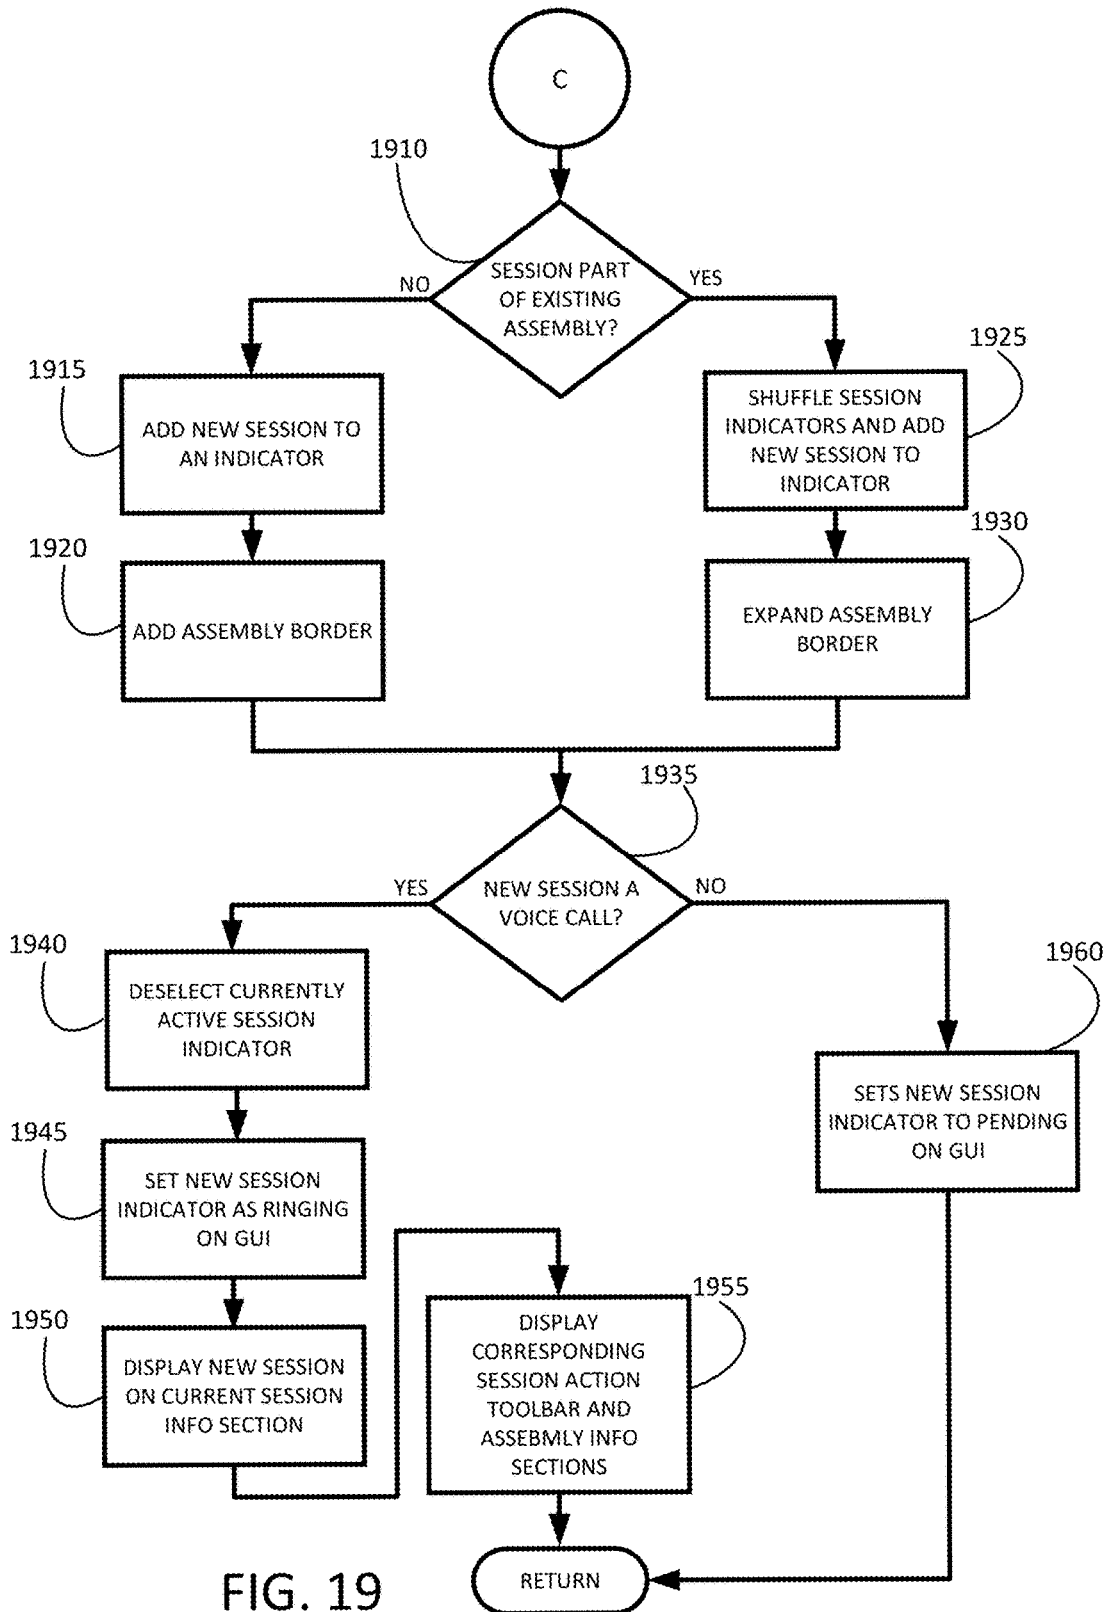 C
1910
SESSION PART
OF EXISTING
ASSEMBLY?
NO
YES
1915
ADD NEW SESSION TO
AN INDICATOR
1925
SHUFFLE SESSION
INDICATORS AND ADD
NEW SESSION TO
INDICATOR
1920
ADD ASSEMBLY BORDER
1930
EXPAND ASSEMBLY
BORDER
1935
NEW SESSION A
VOICE CALL?
YES
NO
1940
DESELECT CURRENTLY
ACTIVE SESSION
INDICATOR
1960
SETS NEW SESSION
INDICATOR TO PENDING
ON GUI
1945
SET NEW SESSION
INDICATOR AS RINGING
ON GUI
1950
DISPLAY NEW SESSION
ON CURRENT SESSION
INFO SECTION
1955
DISPLAY
CORRESPONDING
SESSION ACTION
TOOLBAR AND
ASSEBMLY INFO
SECTIONS
RETURN
FIG. 19